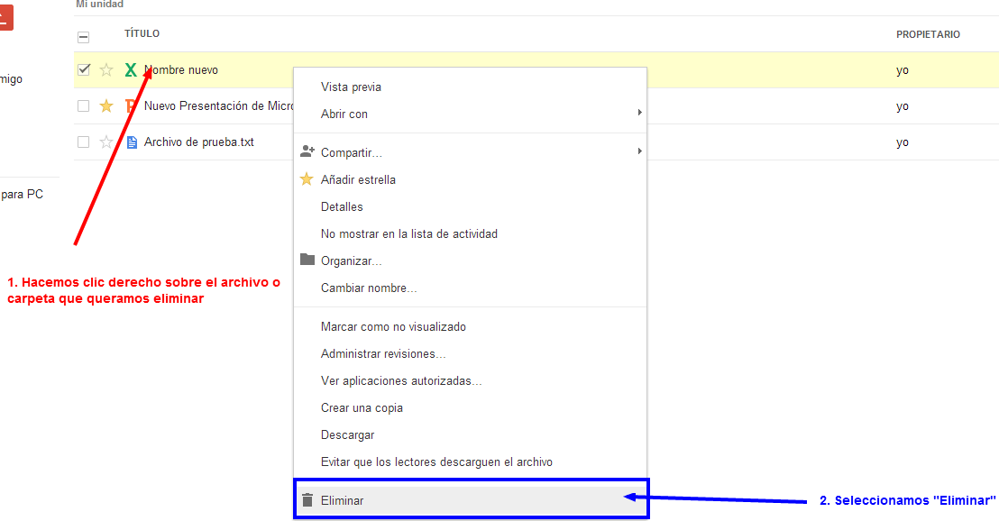 Mi unidad
TÍTULO
PROPIETARIO
migo
Nombre nuevo
yo
Nuevo Presentación de Micro
yo
Archivo de prueba.txt
yo
para PC
Vista previa
Abrir con
Compartir...
Añadir estrella
Detalles
No mostrar en la lista de actividad
Organizar...
Cambiar nombre...
Marcar como no visualizado
Administrar revisiones...
Ver aplicaciones autorizadas...
Crear una copia
Descargar
Evitar que los lectores descarguen el archivo
Eliminar
1. Hacemos clic derecho sobre el archivo o
carpeta que queramos eliminar
2. Seleccionamos "Eliminar"